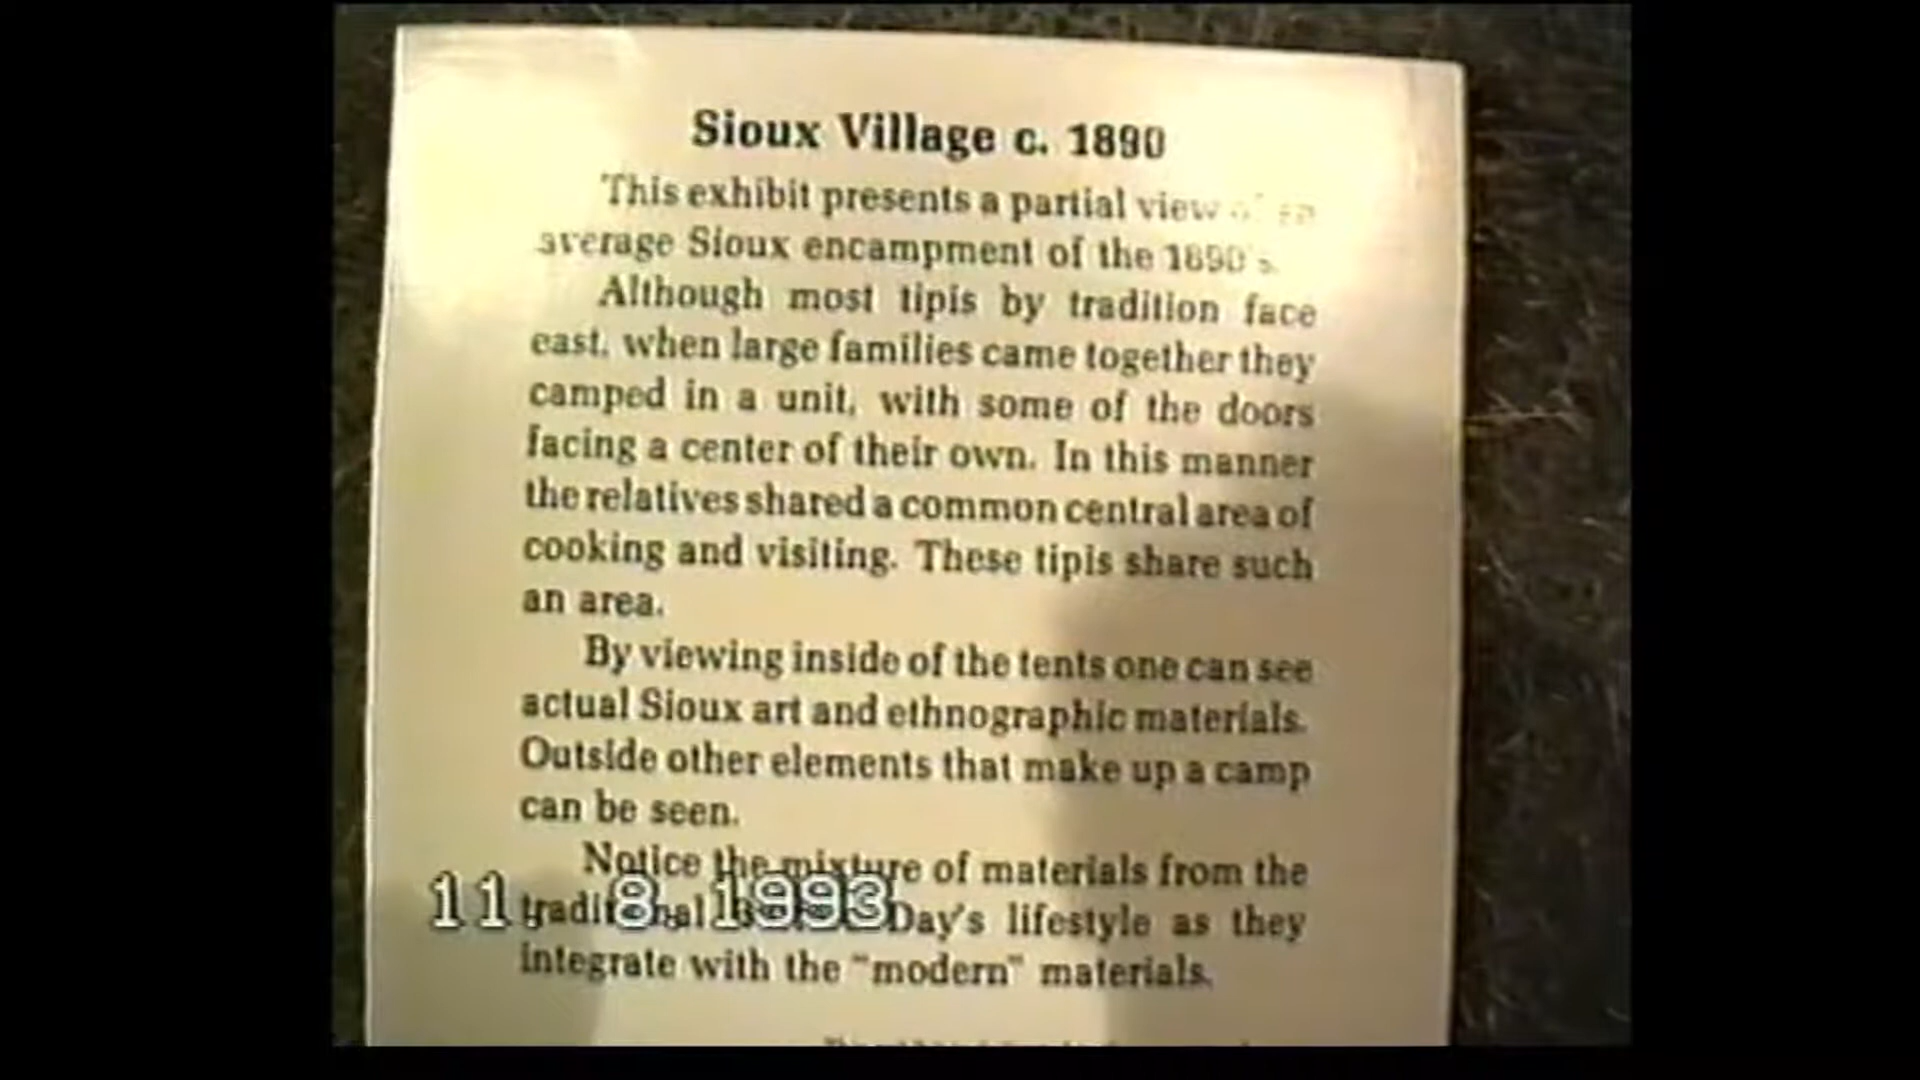 Sioux Village c. 1890
This exhibit presents a partial view of an
average Sioux encampment of the 1890's.
Although most tipis by tradition face
east, when large families came together they
camped in a unit, with some of the doors
facing a center of their own. In this manner
the relatives shared a common central area of
cooking and visiting. These tipis share such
an area.
By viewing inside of the tents one can see
actual Sioux art and ethnographic materials.
Outside other elements that make up a camp
can be seen.
Notice the mixture of materials from the
traditional Day's lifestyle as they
11. 8. 1993
integrate with the "modern" materials.